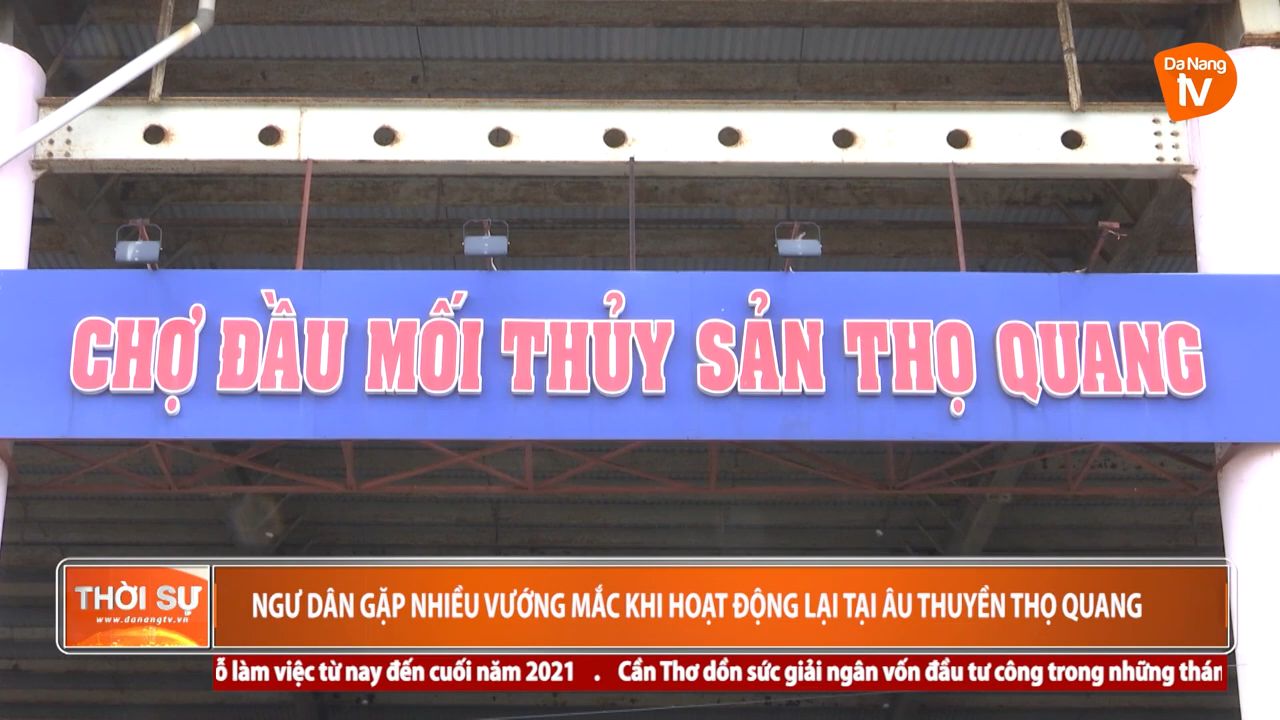 Da Nang
tv
CHỢ ĐẦU MỐI THỦY SẢN THỌ QUANG
THỜI SỰ
www.danangtv.vn
NGƯ DÂN GẶP NHIỀU VƯỚNG MẮC KHI HOẠT ĐỘNG LẠI TẠI ÂU THUYỀN THỌ QUANG
làm việc từ nay đến cuối năm 2021 . Cần Thơ dồn sức giải ngân vốn đầu tư công trong những